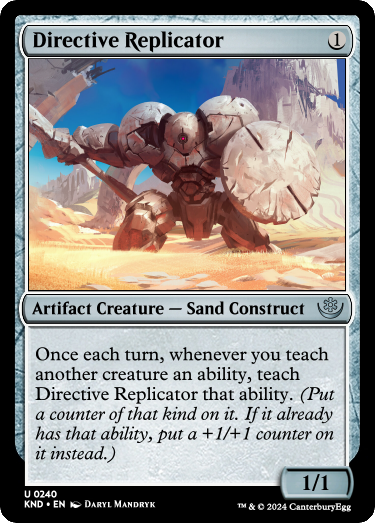 Directive Replicator 1
Artifact Creature — Sand Construct
Once each turn, whenever you teach
another creature an ability, teach
Directive Replicator that ability. (Put
a counter of that kind on it. If it already
has that ability, put a +1/+1 counter on
it instead.)
1/1
U 0240
KND • EN DARYL MANDRYK
™ & © 2024 CanterburyEgg